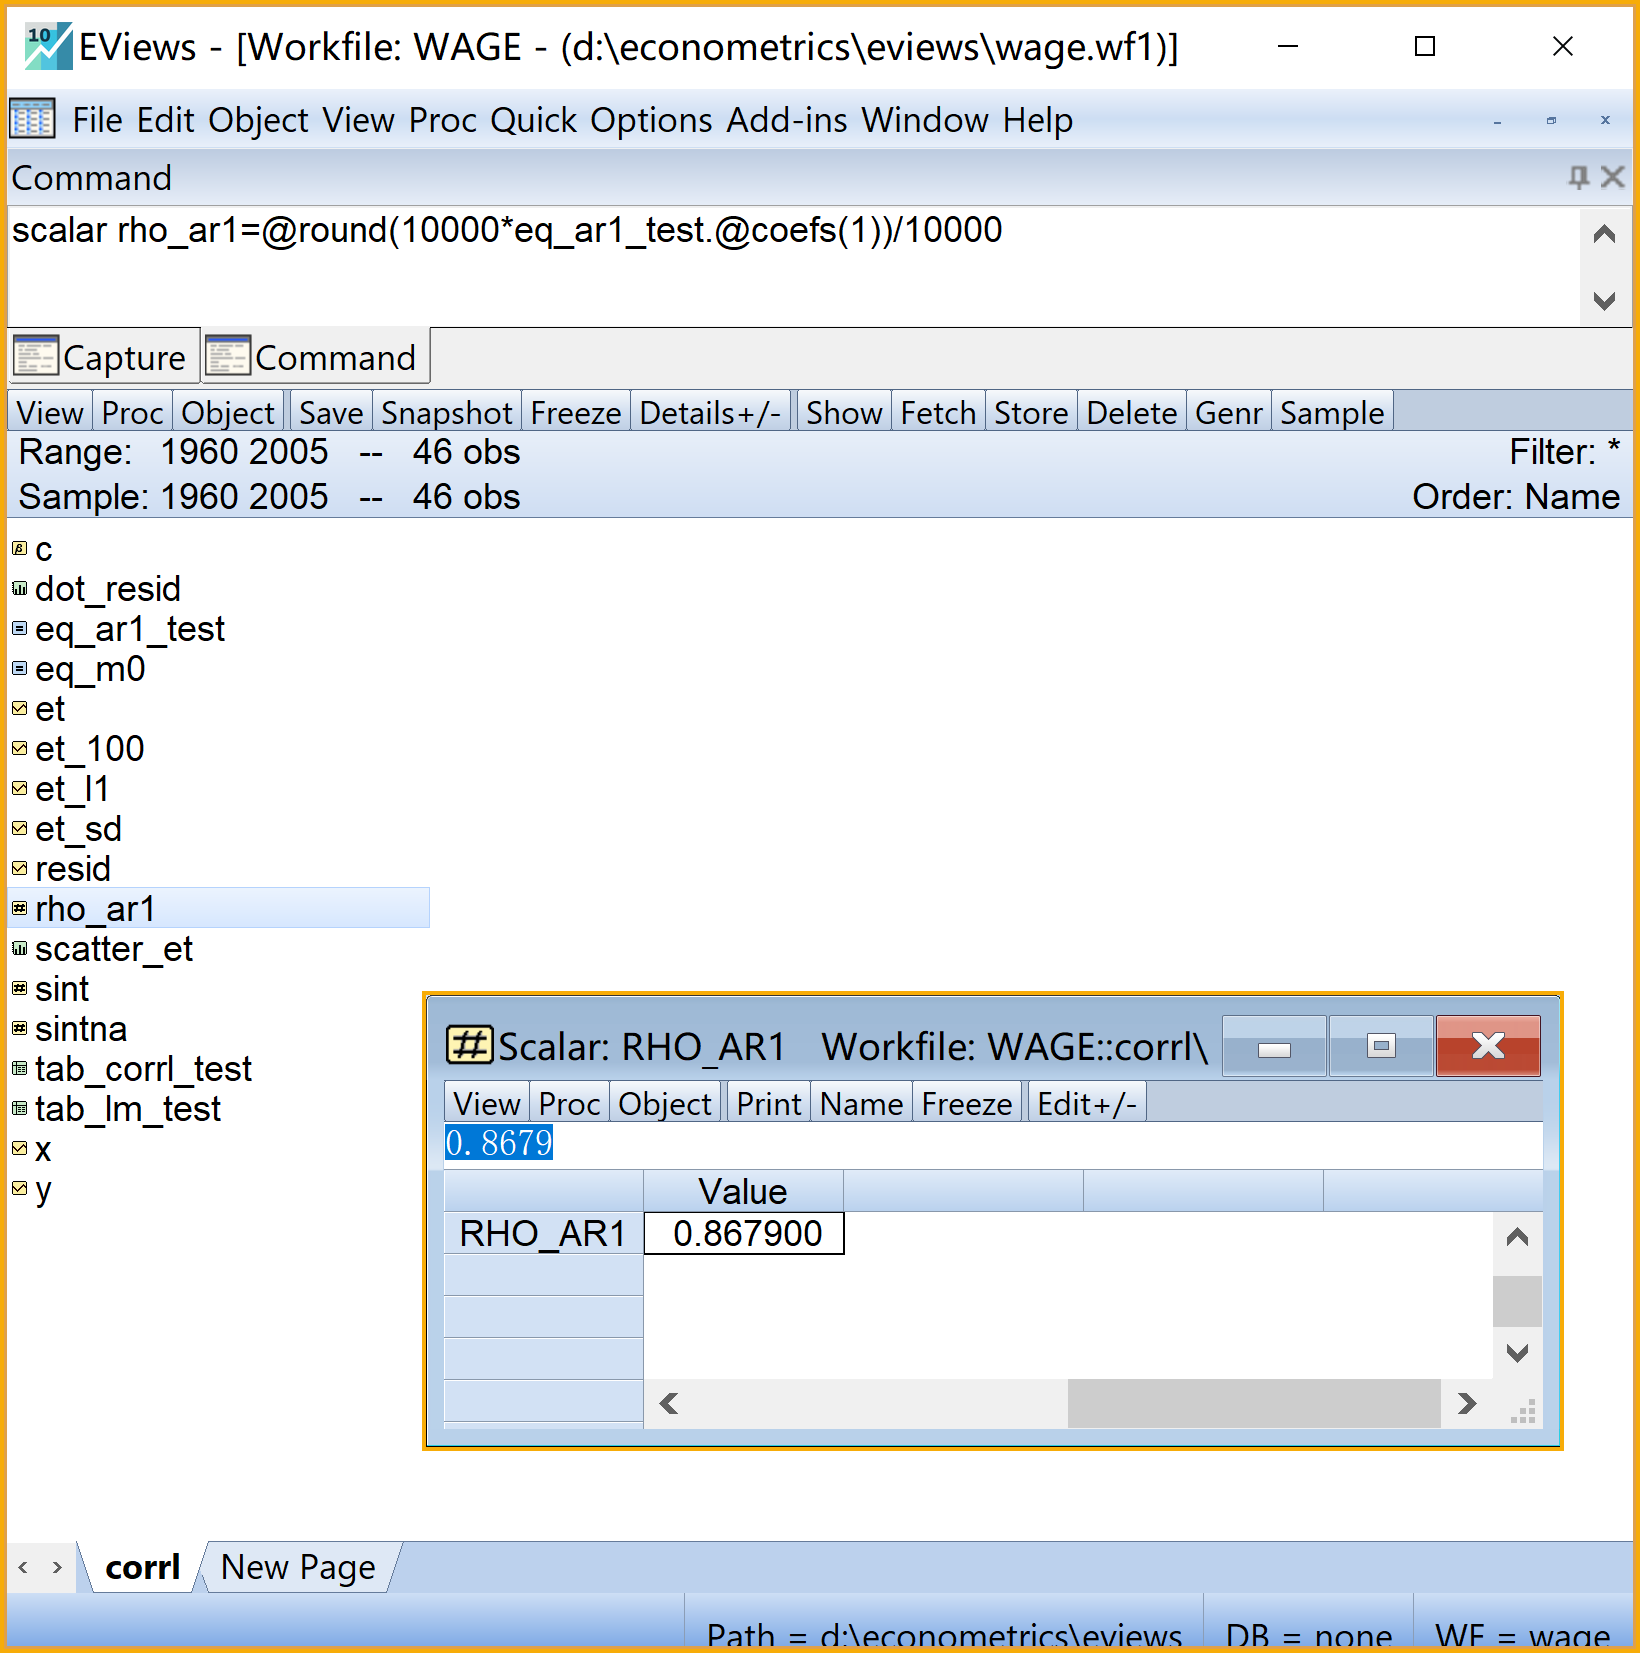 10 EViews - [Workfile: WAGE - (d:\econometrics\eviews\wage.wf1)]
File Edit Object View Proc Quick Options Add-ins Window Help
Command
scalar rho_ar1=@round(10000*eq_ar1_test.@coefs(1))/10000
Capture Command
View Proc Object Save Snapshot Freeze Details+/- Show Fetch Store Delete Genr Sample
Range: 1960 2005 -- 46 obs Filter: *
Sample: 1960 2005 -- 46 obs Order: Name
c
dot_resid
eq_ar1_test
eq_m0
et
et_100
et_l1
et_sd
resid
rho_ar1
scatter_et
sint
sintna
tab_corrl_test
tab_lm_test
x
y
Scalar: RHO_AR1 Workfile: WAGE::corrl\
View Proc Object Print Name Freeze Edit+/-
0.8679
Value
RHO_AR1 0.867900
corrl New Page
Path = d:\econometrics\eviews DB = none WF = wage